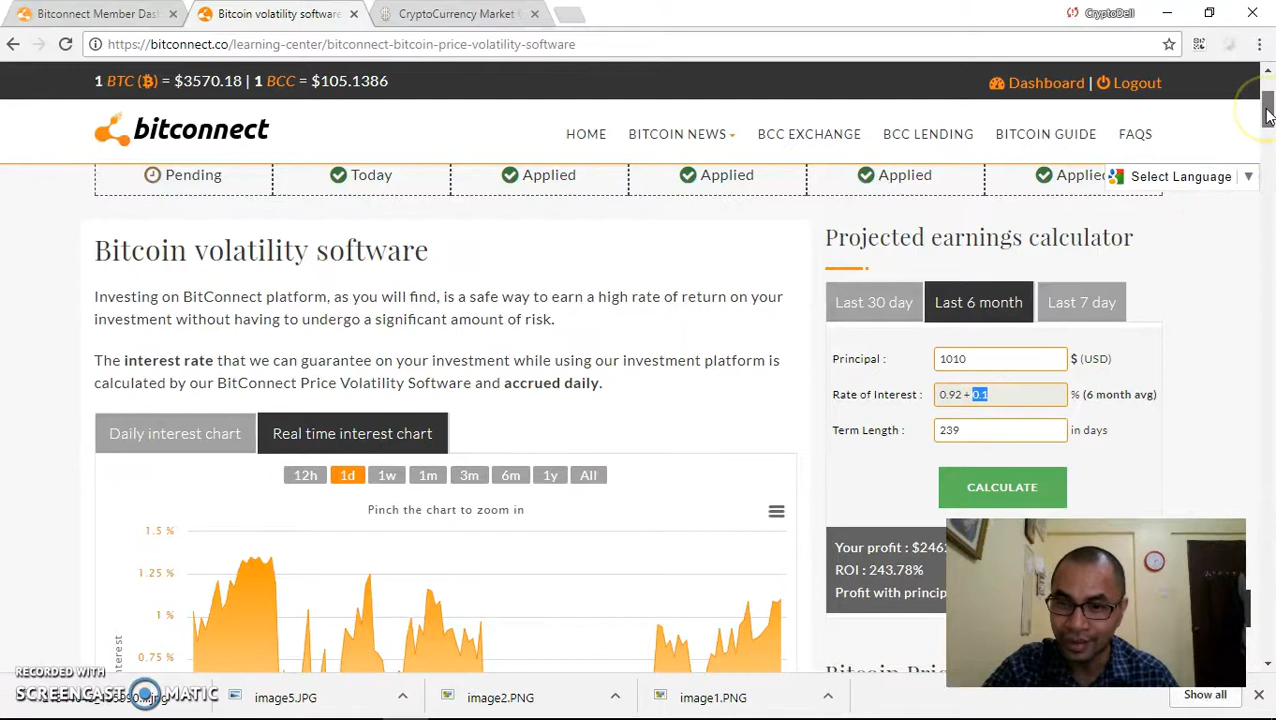 Bitconnect Member Das
Bitcoin volatility software
CryptoCurrency Market
CryptoDell
https://bitconnect.co/learning-center/bitconnect-bitcoin-price-volatility-software
1 BTC (₿) = $3570.18 | 1 BCC = $105.1386
Dashboard | Logout
bitconnect
HOME BITCOIN NEWS BCC EXCHANGE BCC LENDING BITCOIN GUIDE FAQS
Pending Today Applied Applied Applied Applied
Select Language
Bitcoin volatility software
Investing on BitConnect platform, as you will find, is a safe way to earn a high rate of return on your
investment without having to undergo a significant amount of risk.
The interest rate that we can guarantee on your investment while using our investment platform is
calculated by our BitConnect Price Volatility Software and accrued daily.
Daily interest chart Real time interest chart
12h 1d 1w 1m 3m 6m 1y All
Pinch the chart to zoom in
1.5 %
1.25 %
1 %
0.75 %
Projected earnings calculator
Last 30 day Last 6 month Last 7 day
Principal : 1010 $ (USD)
Rate of Interest : 0.92 + 0.1 % (6 month avg)
Term Length : 239 in days
CALCULATE
Your profit : $246
ROI : 243.78%
Profit with princip
RECORDED WITH
SCREENCAST MATIC
image5.JPG
image2.PNG
image1.PNG
Show all